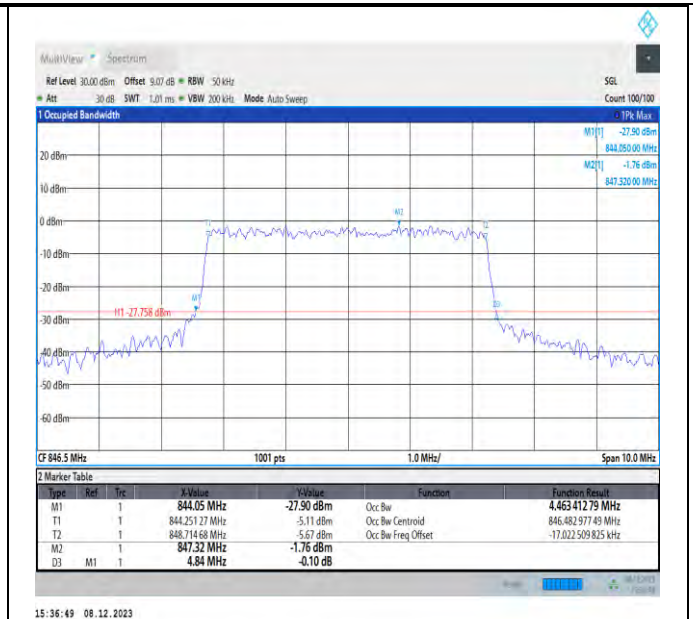 MultiView Spectrum
Ref Level 30.00 dBm Offset 9.07 dB RBW 50 kHz SGL
Att 30 dB SWT 1.01 ms VBW 200 kHz Mode Auto Sweep Count 100/100
1 Occupied Bandwidth 1Pk Max
M1[1] -27.90 dBm
844.05000 MHz
M2[1] -1.76 dBm
847.32000 MHz
20 dBm
10 dBm
0 dBm
M2
T1
T2
-10 dBm
-20 dBm
M1
D3
H1 -27.758 dBm
-30 dBm
-40 dBm
-50 dBm
-60 dBm
CF 846.5 MHz 1001 pts 1.0 MHz/ Span 10.0 MHz
2 Marker Table
Type Ref Trc X-Value Y-Value Function Function Result
M1 1 844.05 MHz -27.90 dBm Occ Bw 4.463 412 79 MHz
T1 1 844.251 27 MHz -5.11 dBm Occ Bw Centroid 846.482 977 49 MHz
T2 1 848.714 68 MHz -5.67 dBm Occ Bw Freq Offset -17.022 509 825 kHz
M2 1 847.32 MHz -1.76 dBm
D3 M1 1 4.84 MHz -0.10 dB
15:36:49 08.12.2023